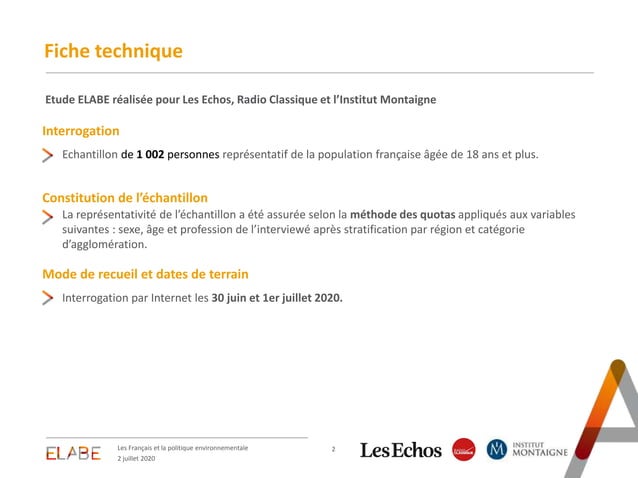 Fiche technique
Etude ELABE réalisée pour Les Echos, Radio Classique et l’Institut Montaigne
Interrogation
Echantillon de 1 002 personnes représentatif de la population française âgée de 18 ans et plus.
Constitution de l’échantillon
La représentativité de l’échantillon a été assurée selon la méthode des quotas appliqués aux variables
suivantes : sexe, âge et profession de l’interviewé après stratification par région et catégorie
d’agglomération.
Mode de recueil et dates de terrain
Interrogation par Internet les 30 juin et 1er juillet 2020.
ELABE
Les Français et la politique environnementale
2 juillet 2020
2
Les Echos
RADIO CLASSIQUE
M
INSTITUT
MONTAIGNE